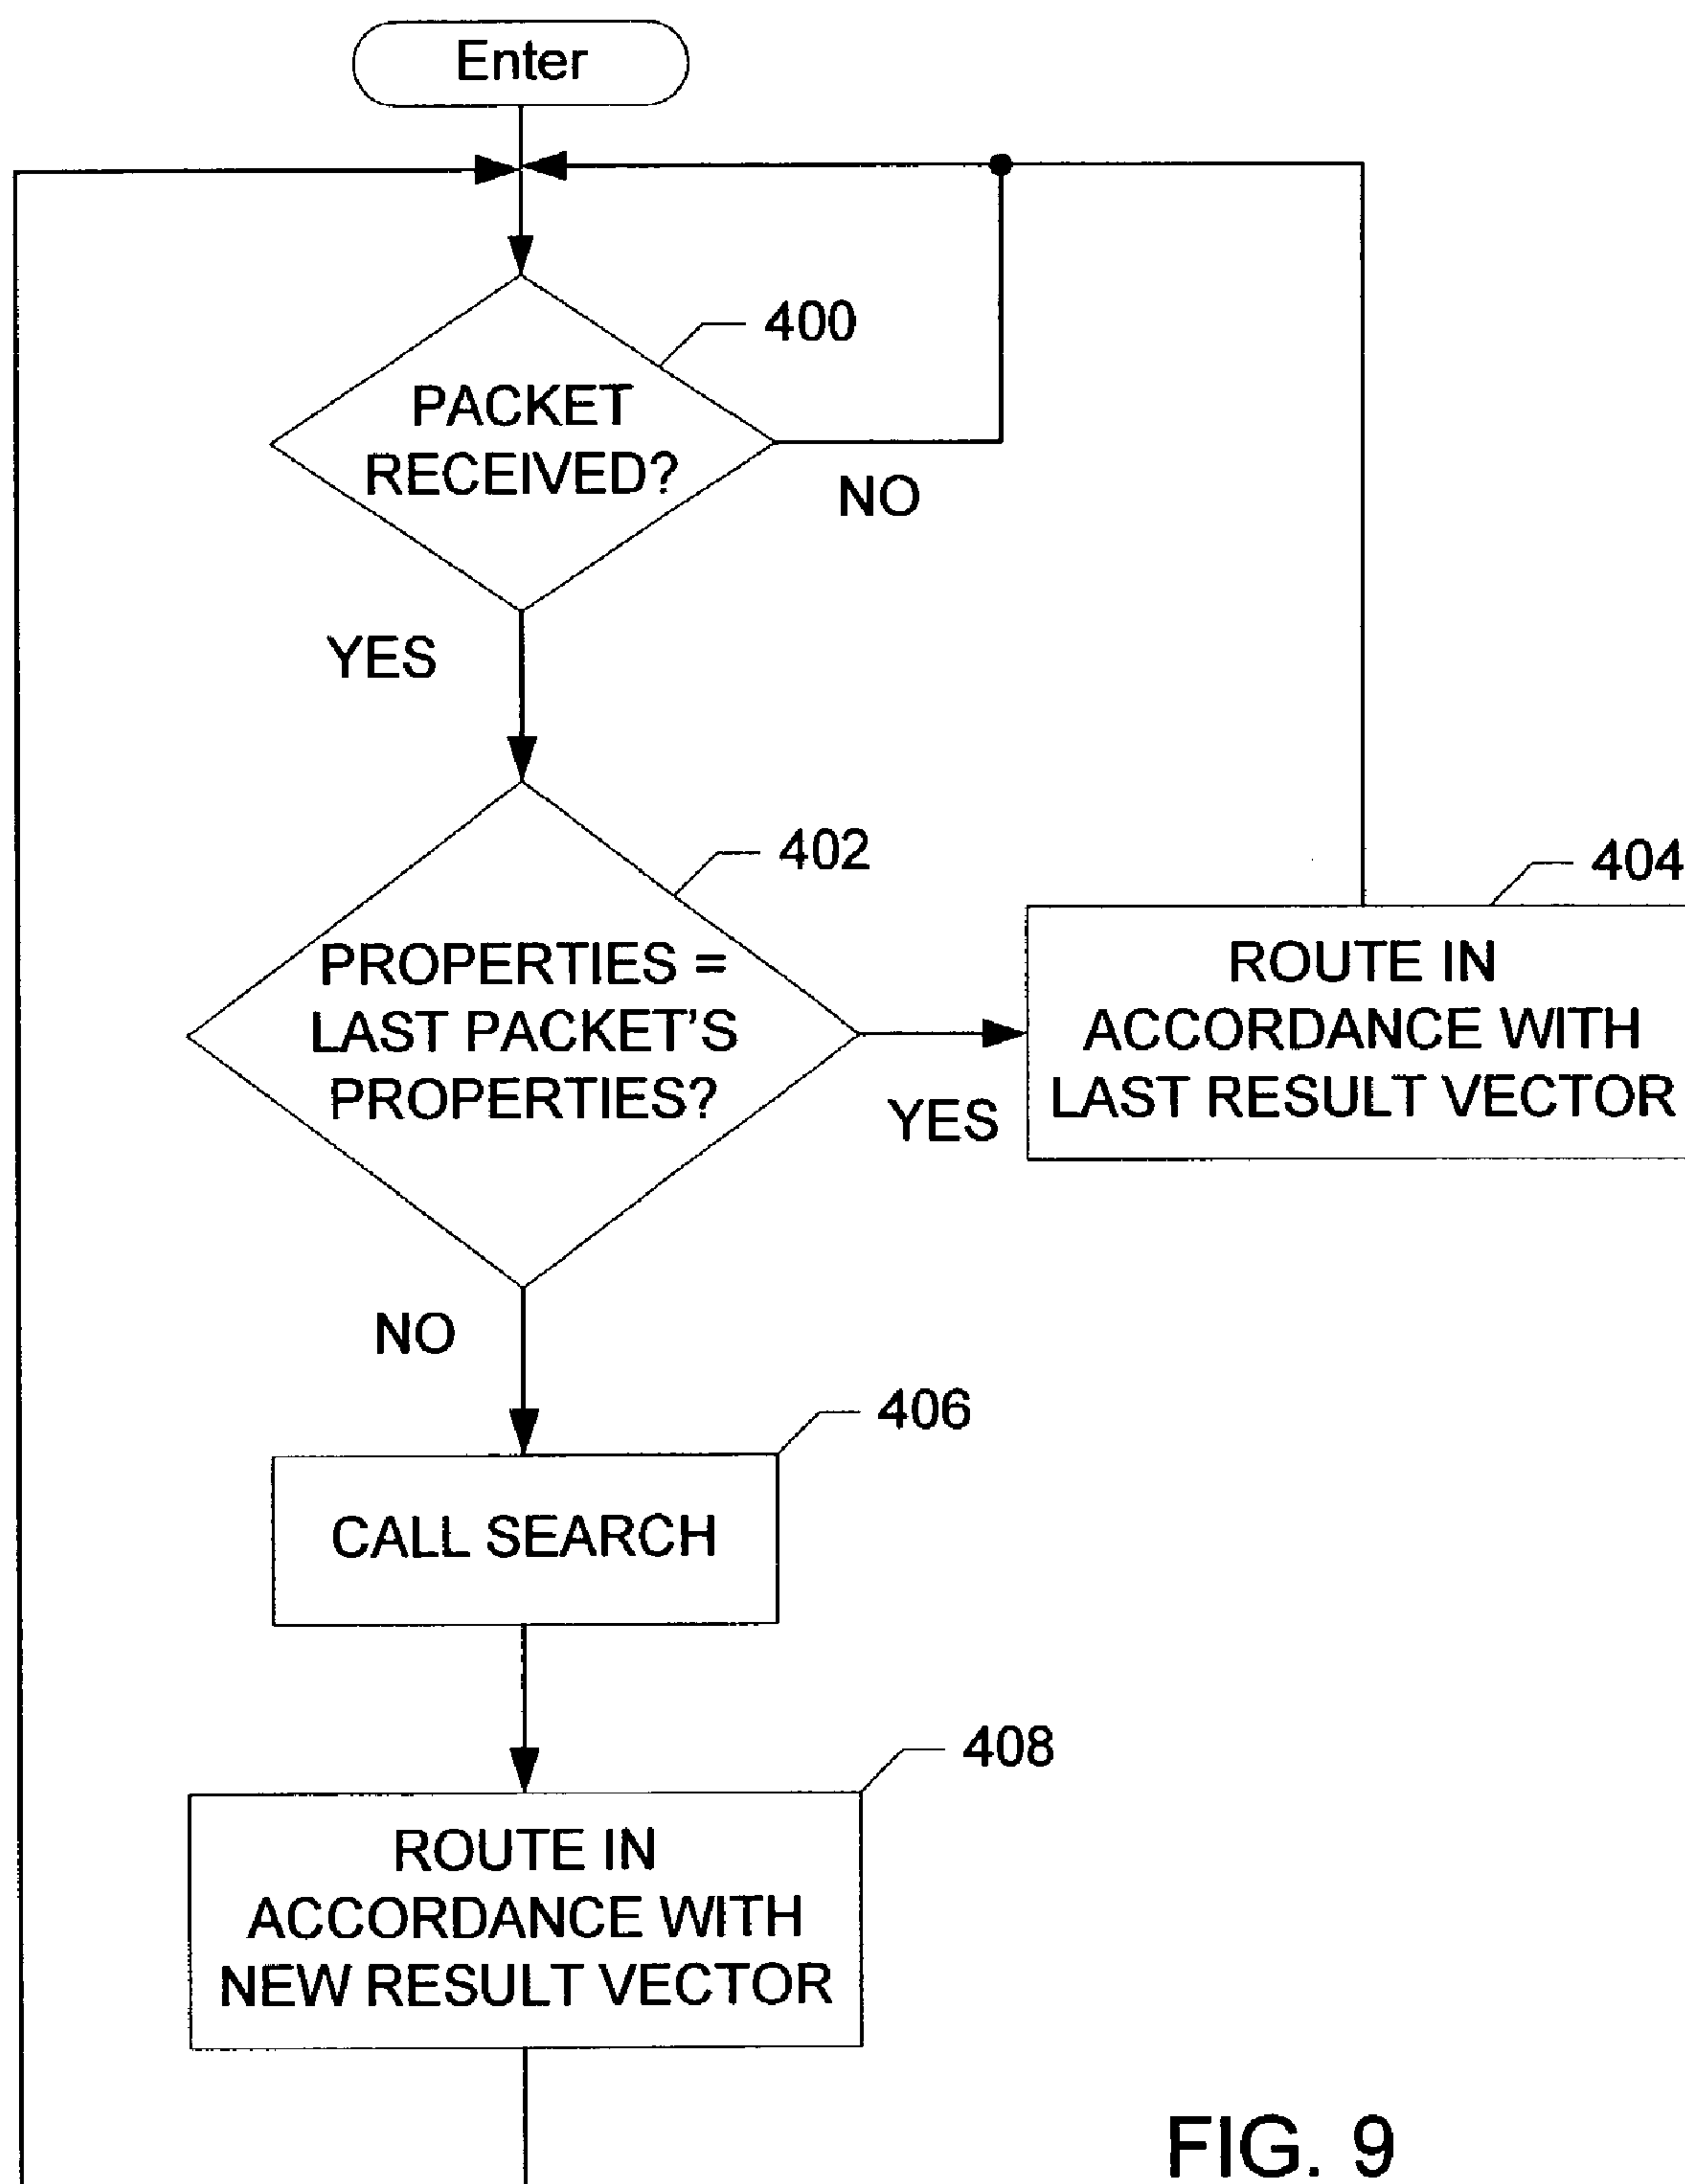 Enter
400
PACKET
RECEIVED?
NO
YES
402
PROPERTIES =
LAST PACKET'S
PROPERTIES?
YES
404
ROUTE IN
ACCORDANCE WITH
LAST RESULT VECTOR
NO
406
CALL SEARCH
408
ROUTE IN
ACCORDANCE WITH
NEW RESULT VECTOR
FIG. 9